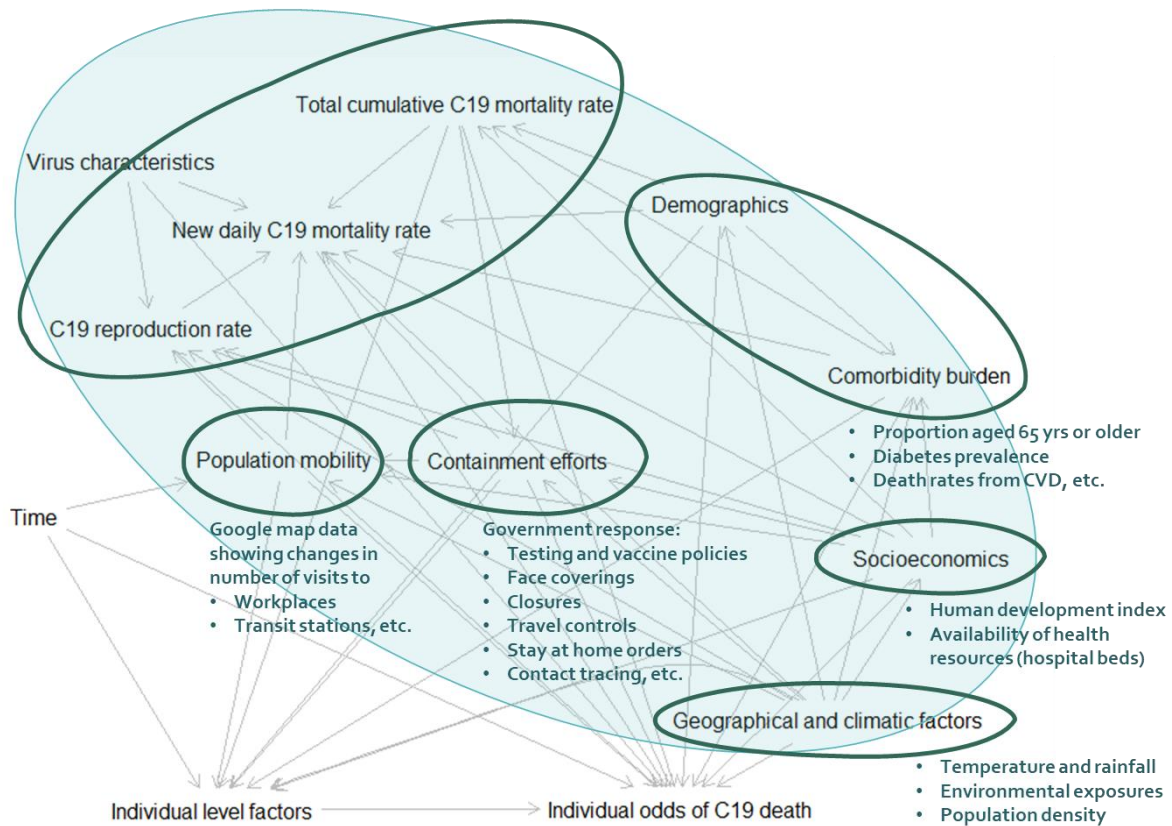 Total cumulative C19 mortality rate
Virus characteristics
Demographics
New daily C19 mortality rate
C19 reproduction rate
Comorbidity burden
• Proportion aged 65 yrs or older
• Diabetes prevalence
• Death rates from CVD, etc.
Population mobility
Containment efforts
Time
Google map data
showing changes in
number of visits to
• Workplaces
• Transit stations, etc.
Government response:
• Testing and vaccine policies
• Face coverings
• Closures
• Travel controls
• Stay at home orders
• Contact tracing, etc.
Socioeconomics
• Human development index
• Availability of health
resources (hospital beds)
Geographical and climatic factors
• Temperature and rainfall
• Environmental exposures
• Population density
Individual level factors
Individual odds of C19 death